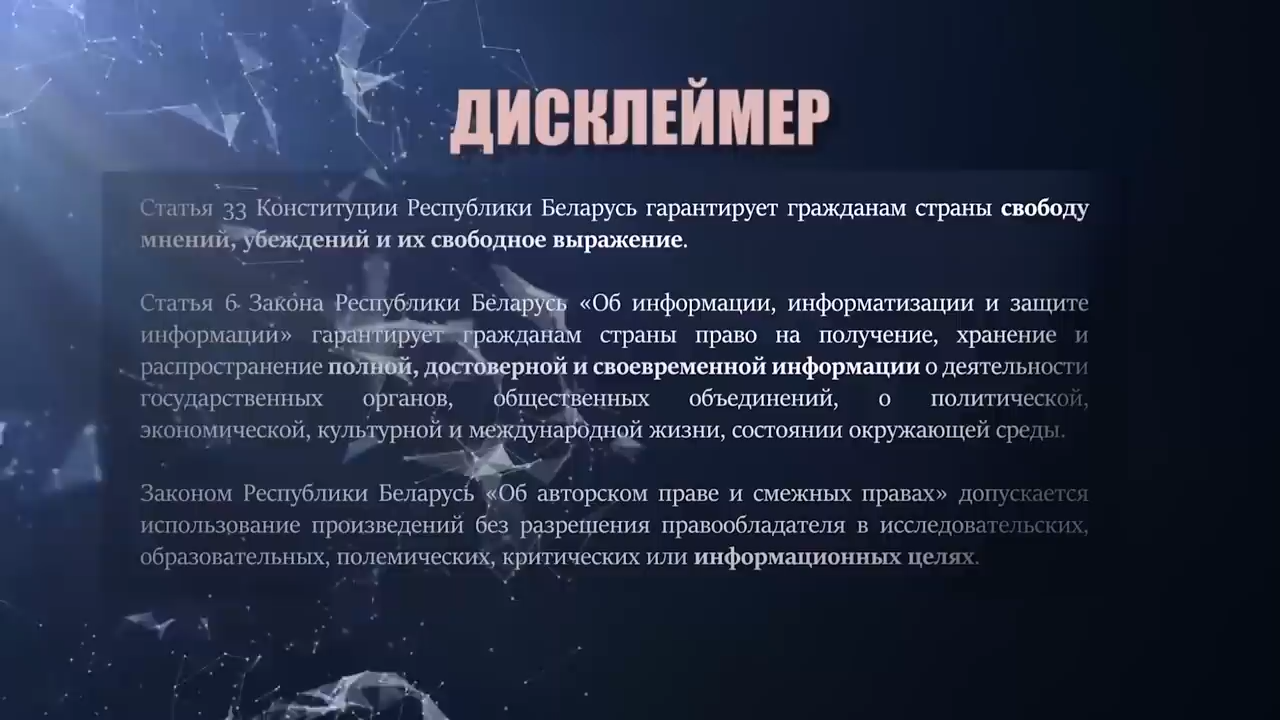 ДИСКЛЕЙМЕР
Статья 33 Конституции Республики Беларусь гарантирует гражданам страны свободу
мнений, убеждений и их свободное выражение.
Статья 6 Закона Республики Беларусь «Об информации, информатизации и защите
информации» гарантирует гражданам страны право на получение, хранение и
распространение полной, достоверной и своевременной информации о деятельности
государственных органов, общественных объединений, о политической,
экономической, культурной и международной жизни, состоянии окружающей среды.
Законом Республики Беларусь «Об авторском праве и смежных правах» допускается
использование произведений без разрешения правообладателя в исследовательских,
образовательных, полемических, критических или информационных целях.